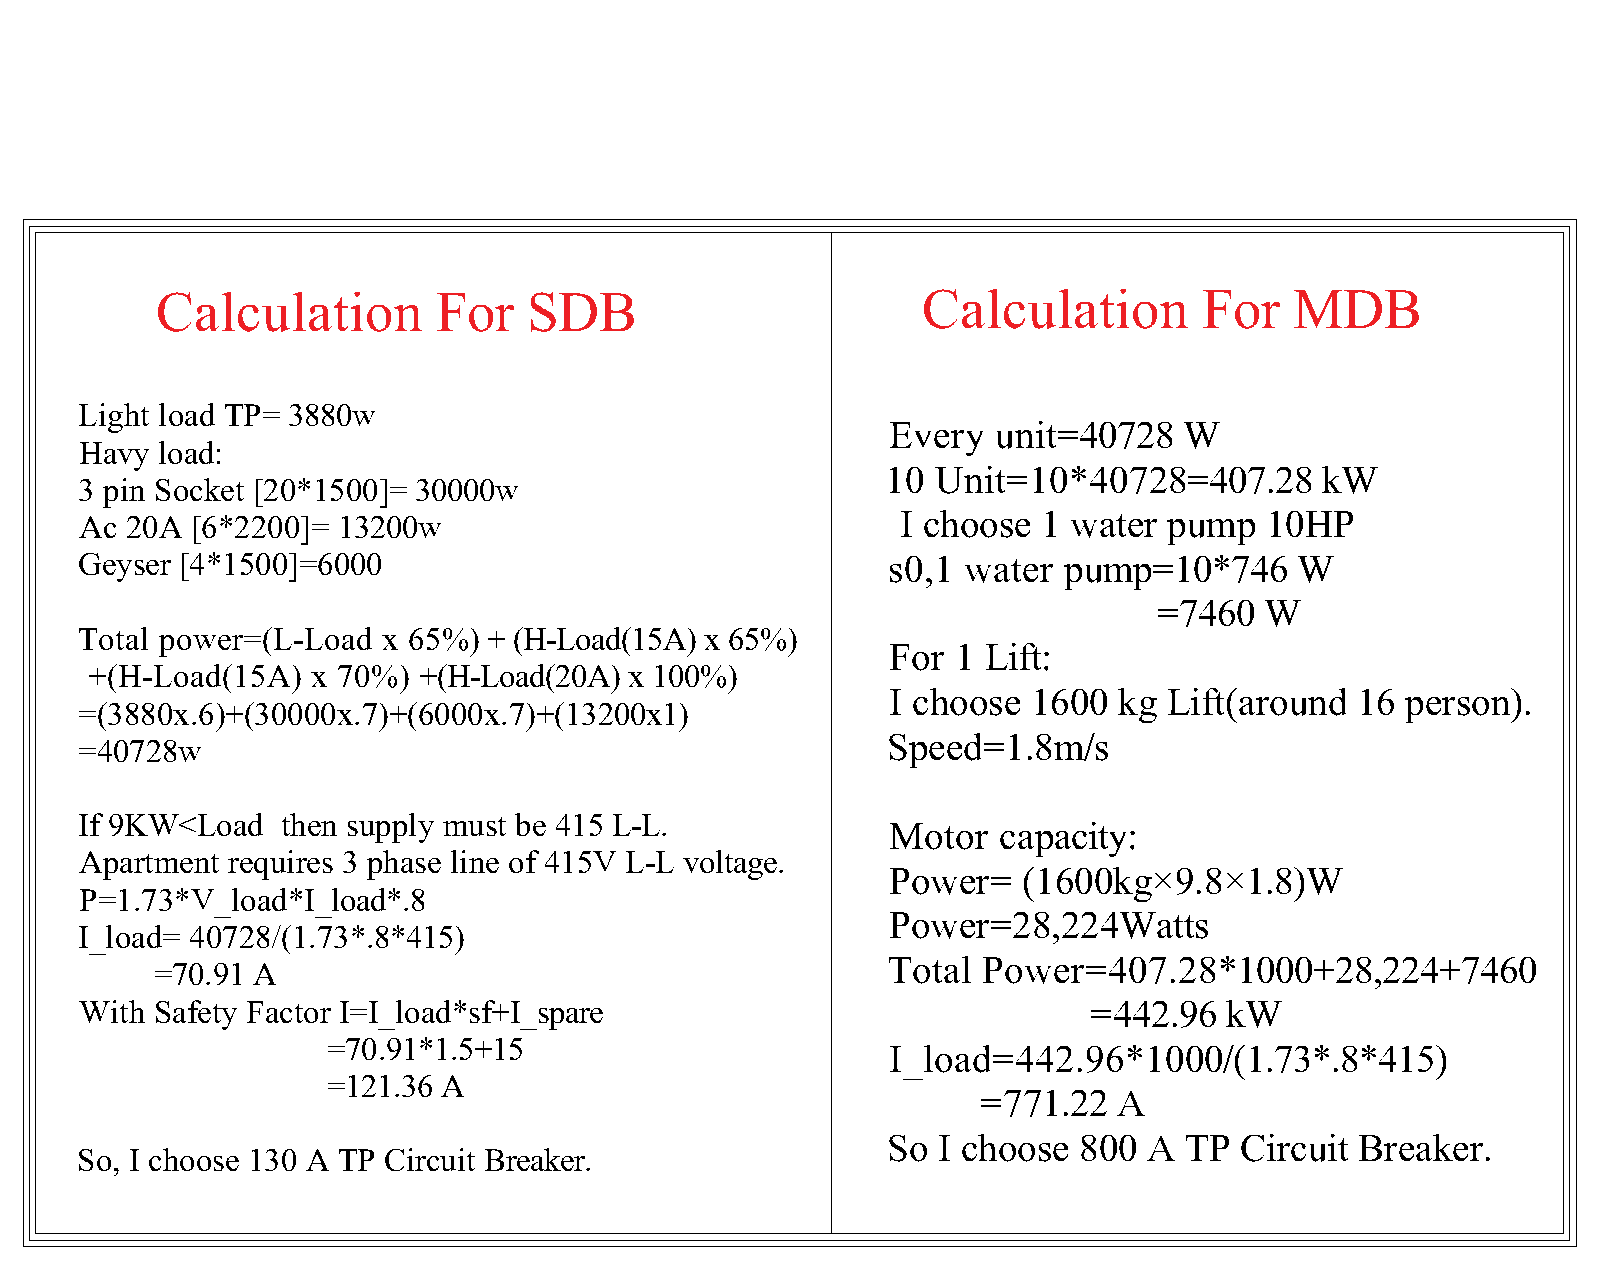 Calculation For SDB
Light load TP= 3880w
Havy load:
3 pin Socket [20*1500]= 30000w
Ac 20A [6*2200]= 13200w
Geyser [4*1500]=6000
Total power=(L-Load x 65%) + (H-Load(15A) x 65%)
+(H-Load(15A) x 70%) +(H-Load(20A) x 100%)
=(3880x.6)+(30000x.7)+(6000x.7)+(13200x1)
=40728w
If 9KW<Load then supply must be 415 L-L.
Apartment requires 3 phase line of 415V L-L voltage.
P=1.73*V_load*I_load*.8
I_load= 40728/(1.73*.8*415)
=70.91 A
With Safety Factor I=I_load*sf+I_spare
=70.91*1.5+15
=121.36 A
So, I choose 130 A TP Circuit Breaker.
Calculation For MDB
Every unit=40728 W
10 Unit=10*40728=407.28 kW
I choose 1 water pump 10HP
s0,1 water pump=10*746 W
=7460 W
For 1 Lift:
I choose 1600 kg Lift(around 16 person).
Speed=1.8m/s
Motor capacity:
Power= (1600kg×9.8×1.8)W
Power=28,224Watts
Total Power=407.28*1000+28,224+7460
=442.96 kW
I_load=442.96*1000/(1.73*.8*415)
=771.22 A
So I choose 800 A TP Circuit Breaker.